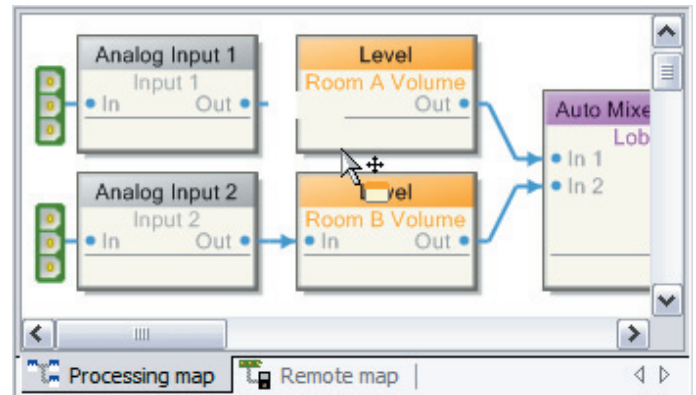 Analog Input 1
Input 1
In Out
Level
Room A Volume
Out
Auto Mixe
Lob
In 1
In 2
Analog Input 2
Input 2
In Out
vel
Room B Volume
In Out
Processing map
Remote map